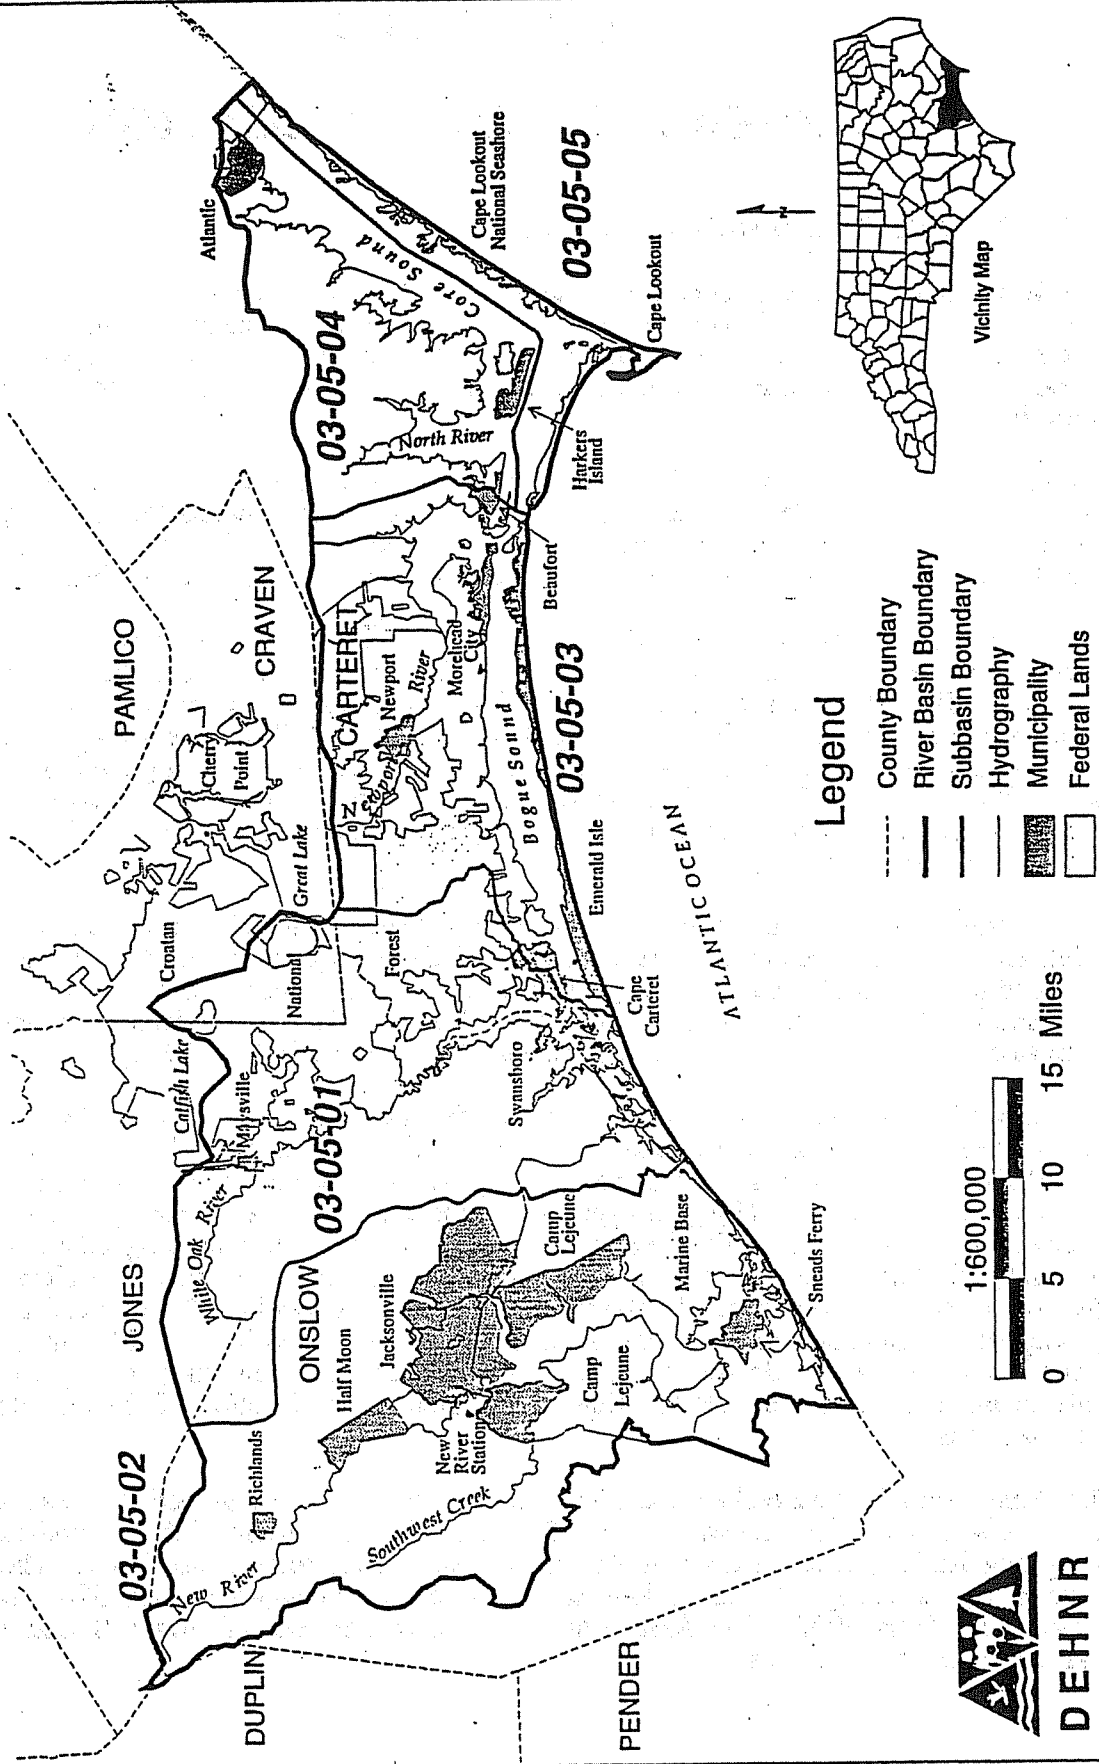 PAMLICO
CRAVEN
CARTERET
JONES
ONSLOW
DUPLIN
PENDER
03-05-02
03-05-01
03-05-03
03-05-04
03-05-05
Atlantic
Core Sound
Cape Lookout
National Seashore
Cape Lookout
North River
Harkers
Island
Beaufort
Morehead
City
Newport
Newport
River
Bogue Sound
Cherry
Point
Great Lake
Croatan
National
Forest
Catfish Lake
Maysville
White Oak River
Emerald Isle
Cape
Carteret
Swansboro
ATLANTIC OCEAN
Half Moon
Jacksonville
Richlands
New River
New
River
Station
Southwest Creek
Camp
Lejeune
Camp
Lejeune
Marine Base
Sneads Ferry
Legend
County Boundary
River Basin Boundary
Subbasin Boundary
Hydrography
Municipality
Federal Lands
1:600,000
0 5 10 15 Miles
N
Vicinity Map
DEHNR